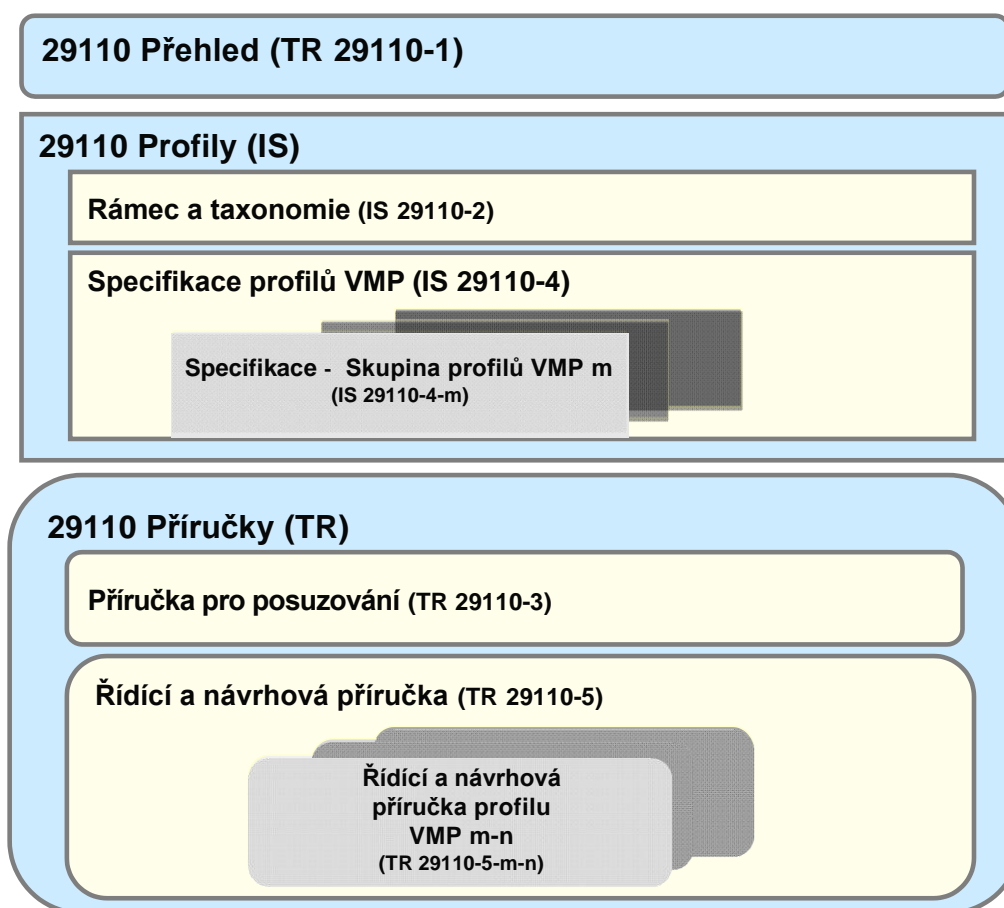 29110 Přehled (TR 29110-1)
29110 Profily (IS)
Rámec a taxonomie (IS 29110-2)
Specifikace profilů VMP (IS 29110-4)
Specifikace - Skupina profilů VMP m
(IS 29110-4-m)
29110 Příručky (TR)
Příručka pro posuzování (TR 29110-3)
Řídící a návrhová příručka (TR 29110-5)
Řídící a návrhová
příručka profilu
VMP m-n
(TR 29110-5-m-n)